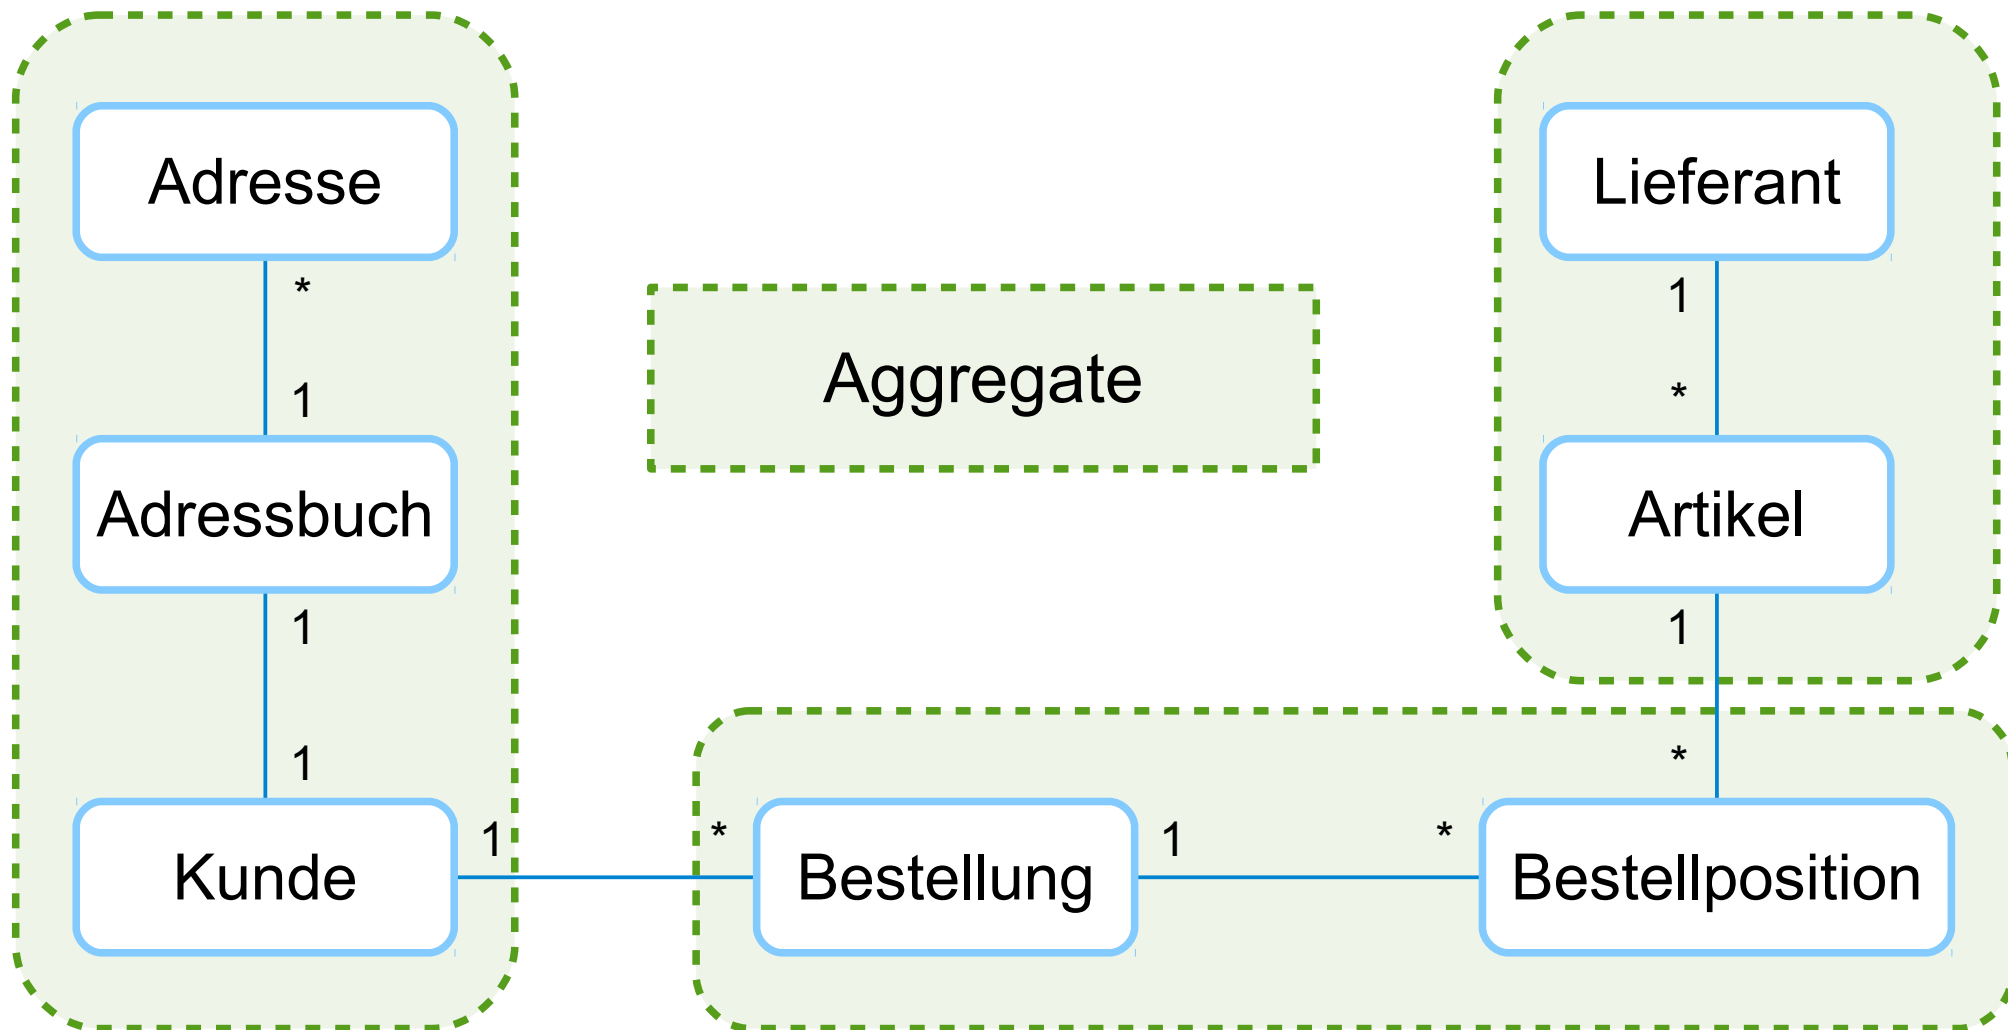 Adresse
Lieferant
*
1
Aggregate
1
*
Adressbuch
Artikel
1
1
1
*
1
*
1
*
Kunde
Bestellung
Bestellposition